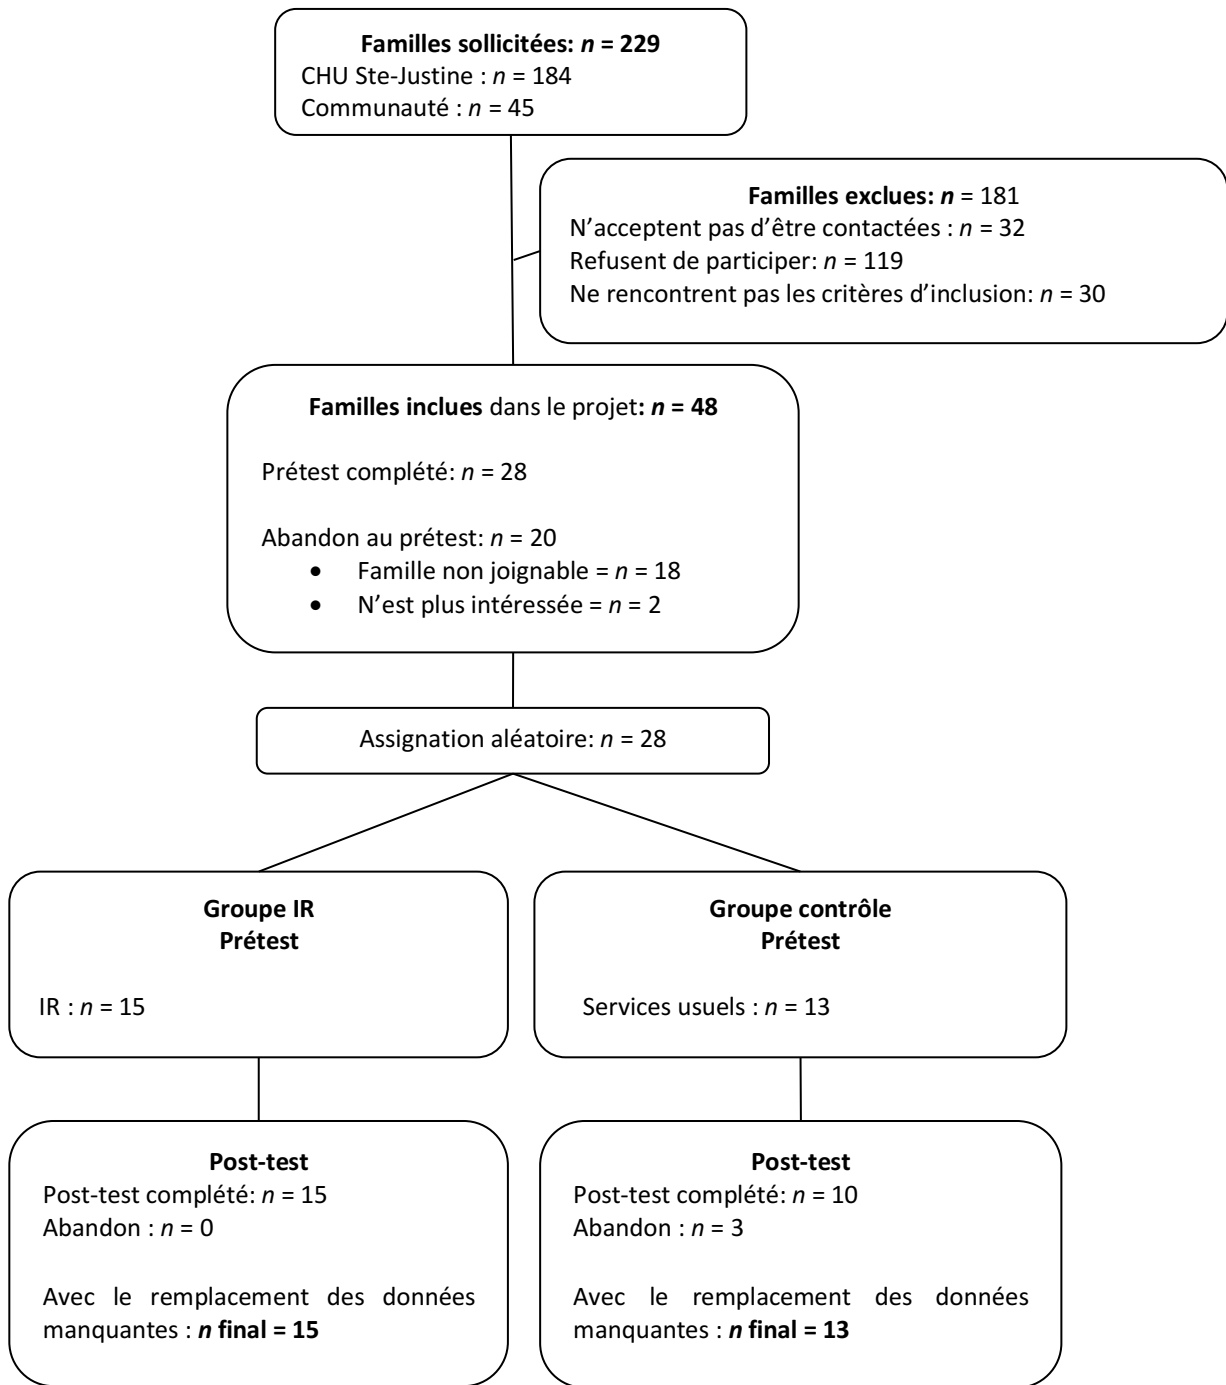 Familles sollicitées: n = 229
CHU Ste-Justine : n = 184
Communauté : n = 45
Familles exclues: n = 181
N'acceptent pas d'être contactées : n = 32
Refusent de participer: n = 119
Ne rencontrent pas les critères d'inclusion: n = 30
Familles inclues dans le projet: n = 48
Prétest complété: n = 28
Abandon au prétest: n = 20
• Famille non joignable = n = 18
• N'est plus intéressée = n = 2
Assignation aléatoire: n = 28
Groupe IR
Prétest
IR : n = 15
Groupe contrôle
Prétest
Services usuels : n = 13
Post-test
Post-test complété: n = 15
Abandon : n = 0
Avec le remplacement des données
manquantes : n final = 15
Post-test
Post-test complété: n = 10
Abandon : n = 3
Avec le remplacement des données
manquantes : n final = 13